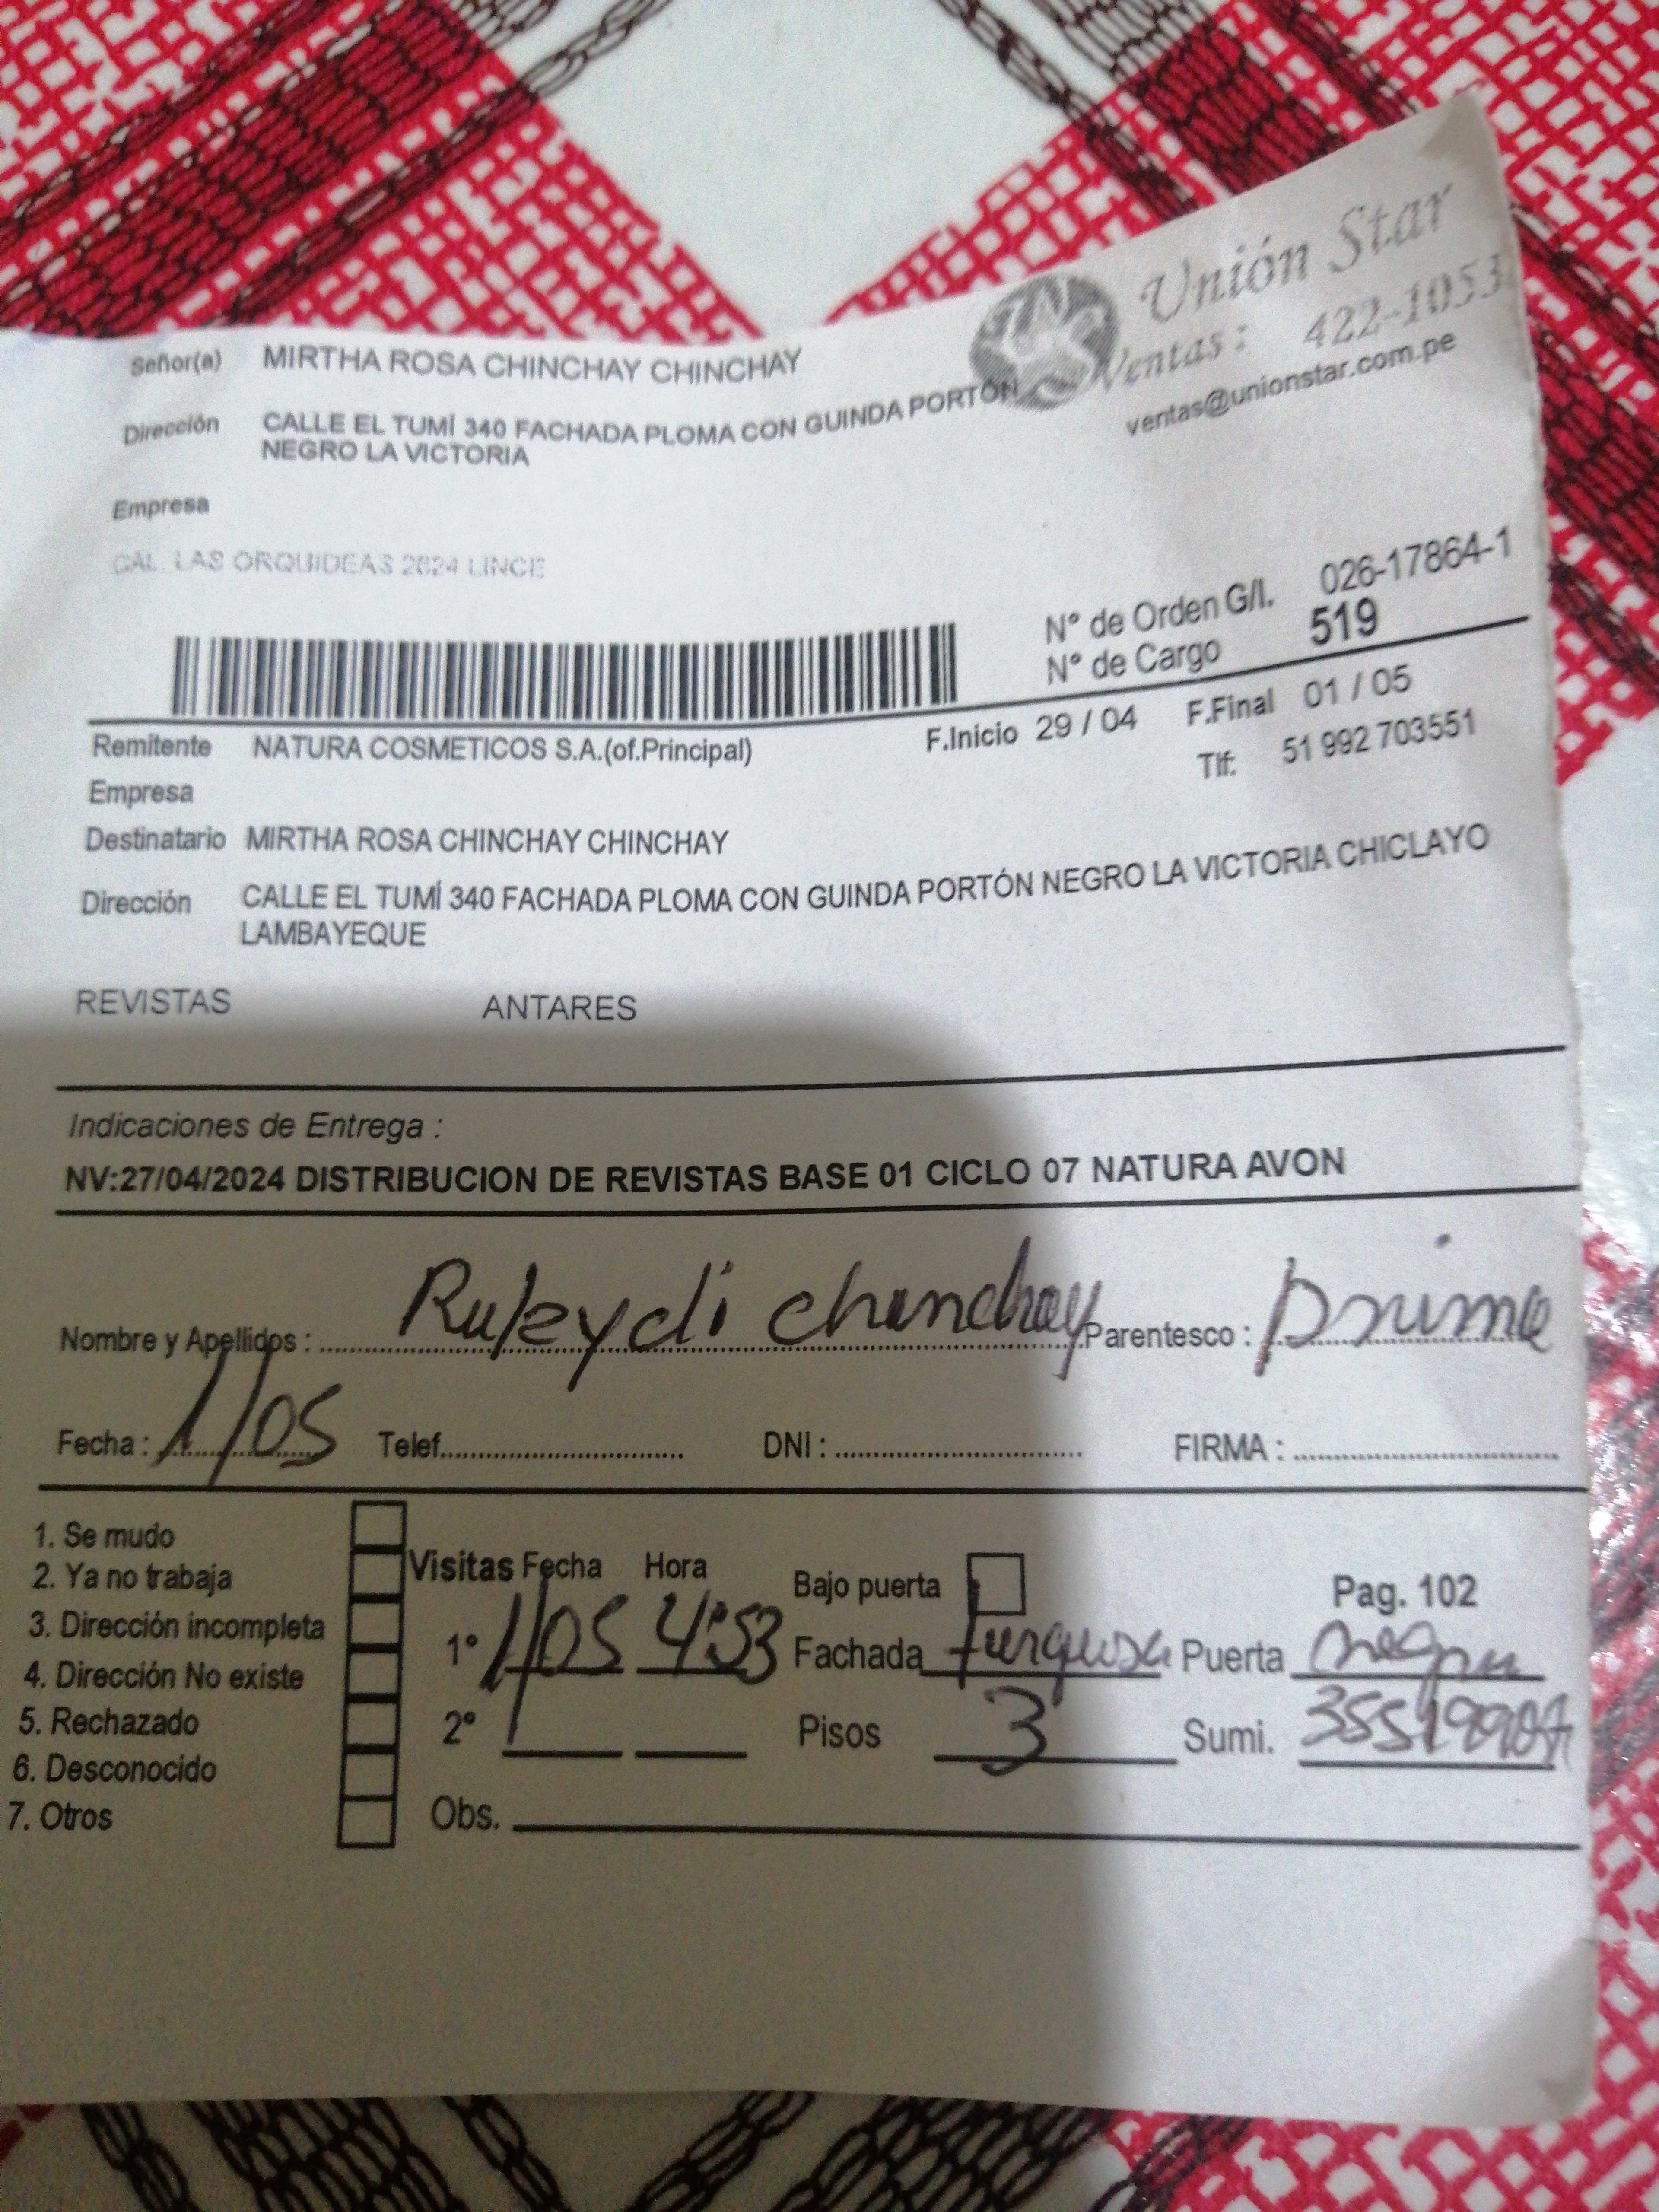 Unión Star
Ventas : 422-1053
ventas@unionstar.com.pe
Señor(a) MIRTHA ROSA CHINCHAY CHINCHAY
Dirección CALLE EL TUMÍ 340 FACHADA PLOMA CON GUINDA PORTÓN
NEGRO LA VICTORIA
Empresa
CAL LAS ORQUIDEAS 2624 LINCE
N° de Orden G/I. 026-17864-1
N° de Cargo 519
F.Inicio 29 / 04 F.Final 01 / 05
Remitente NATURA COSMETICOS S.A.(of.Principal)
Tlf: 51 992 703551
Empresa
Destinatario MIRTHA ROSA CHINCHAY CHINCHAY
Dirección CALLE EL TUMÍ 340 FACHADA PLOMA CON GUINDA PORTÓN NEGRO LA VICTORIA CHICLAYO
LAMBAYEQUE
REVISTAS ANTARES
Indicaciones de Entrega :
NV:27/04/2024 DISTRIBUCION DE REVISTAS BASE 01 CICLO 07 NATURA AVON
Nombre y Apellidos : chinchay Parentesco : prima
Fecha : 1/05 Telef. DNI : FIRMA :
1. Se mudo
2. Ya no trabaja
3. Dirección incompleta
4. Dirección No existe
5. Rechazado
6. Desconocido
7. Otros
Visitas Fecha Hora Bajo puerta Pag. 102
1° 1/05 4:53 Fachada turquesa Puerta negra
2° Pisos 3 Sumi.
Obs.